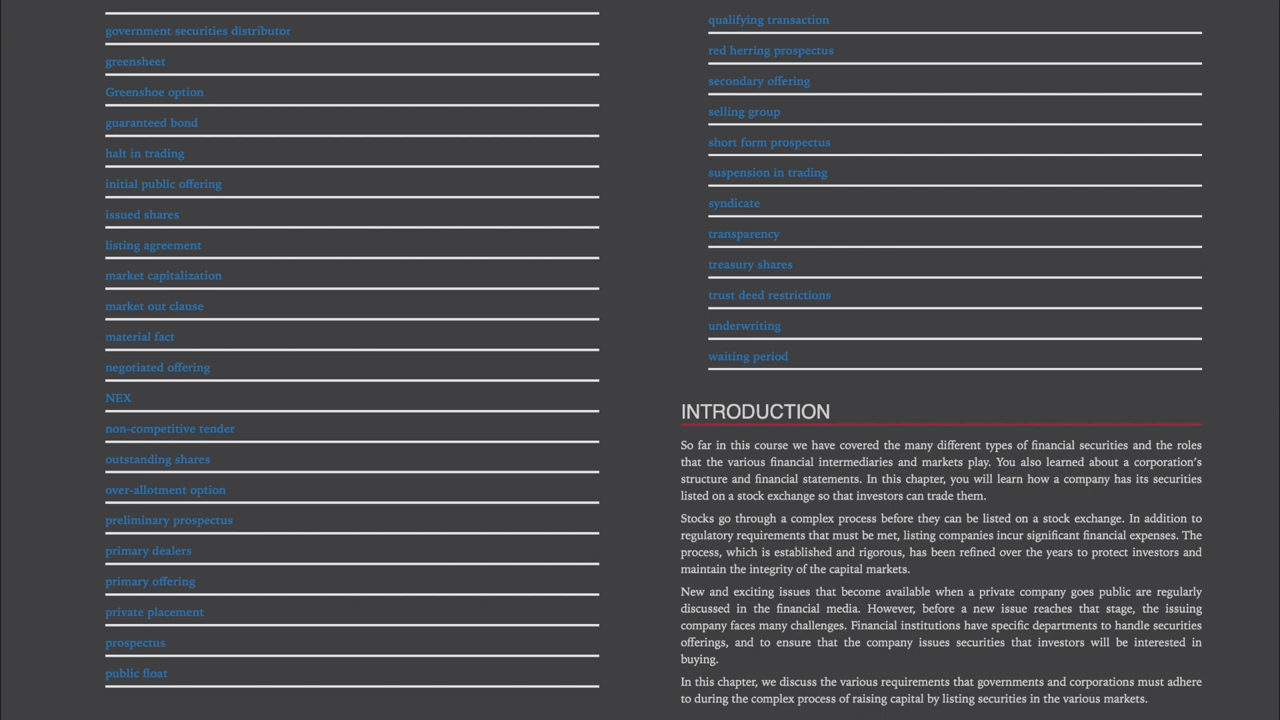 government securities distributor
greensheet
Greenshoe option
guaranteed bond
halt in trading
initial public offering
issued shares
listing agreement
market capitalization
market out clause
material fact
negotiated offering
NEX
non-competitive tender
outstanding shares
over-allotment option
preliminary prospectus
primary dealers
primary offering
private placement
prospectus
public float
qualifying transaction
red herring prospectus
secondary offering
selling group
short form prospectus
suspension in trading
syndicate
transparency
treasury shares
trust deed restrictions
underwriting
waiting period
INTRODUCTION
So far in this course we have covered the many different types of financial securities and the roles
that the various financial intermediaries and markets play. You also learned about a corporation’s
structure and financial statements. In this chapter, you will learn how a company has its securities
listed on a stock exchange so that investors can trade them.
Stocks go through a complex process before they can be listed on a stock exchange. In addition to
regulatory requirements that must be met, listing companies incur significant financial expenses. The
process, which is established and rigorous, has been refined over the years to protect investors and
maintain the integrity of the capital markets.
New and exciting issues that become available when a private company goes public are regularly
discussed in the financial media. However, before a new issue reaches that stage, the issuing
company faces many challenges. Financial institutions have specific departments to handle securities
offerings, and to ensure that the company issues securities that investors will be interested in
buying.
In this chapter, we discuss the various requirements that governments and corporations must adhere
to during the complex process of raising capital by listing securities in the various markets.